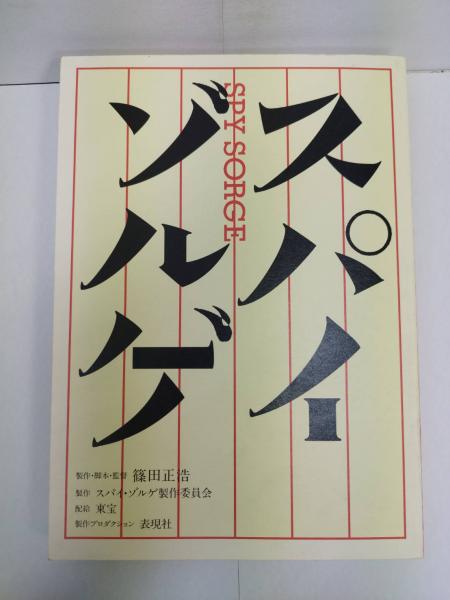 スパイ
ゾルゲ
SPY SORGE
製作・脚本・監督 篠田正浩
製作 スパイ・ゾルゲ製作委員会
配給 東宝
製作プロダクション 表現社